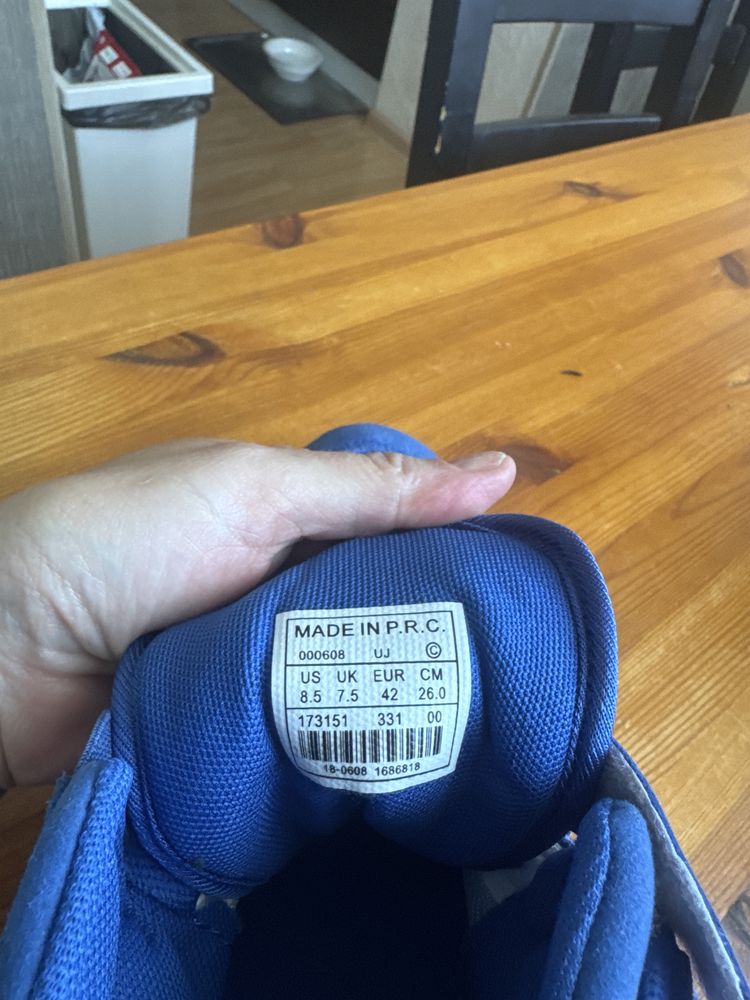 MADE IN P.R.C.
000608 UJ ©
US UK EUR CM
8.5 7.5 42 26.0
173151 331 00
18-0608 1686818